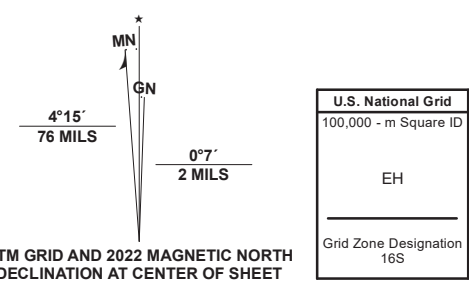 MN
GN
4°15´
76 MILS
0°7´
2 MILS
TM GRID AND 2022 MAGNETIC NORTH
DECLINATION AT CENTER OF SHEET
U.S. National Grid
100,000 - m Square ID
EH
Grid Zone Designation
16S